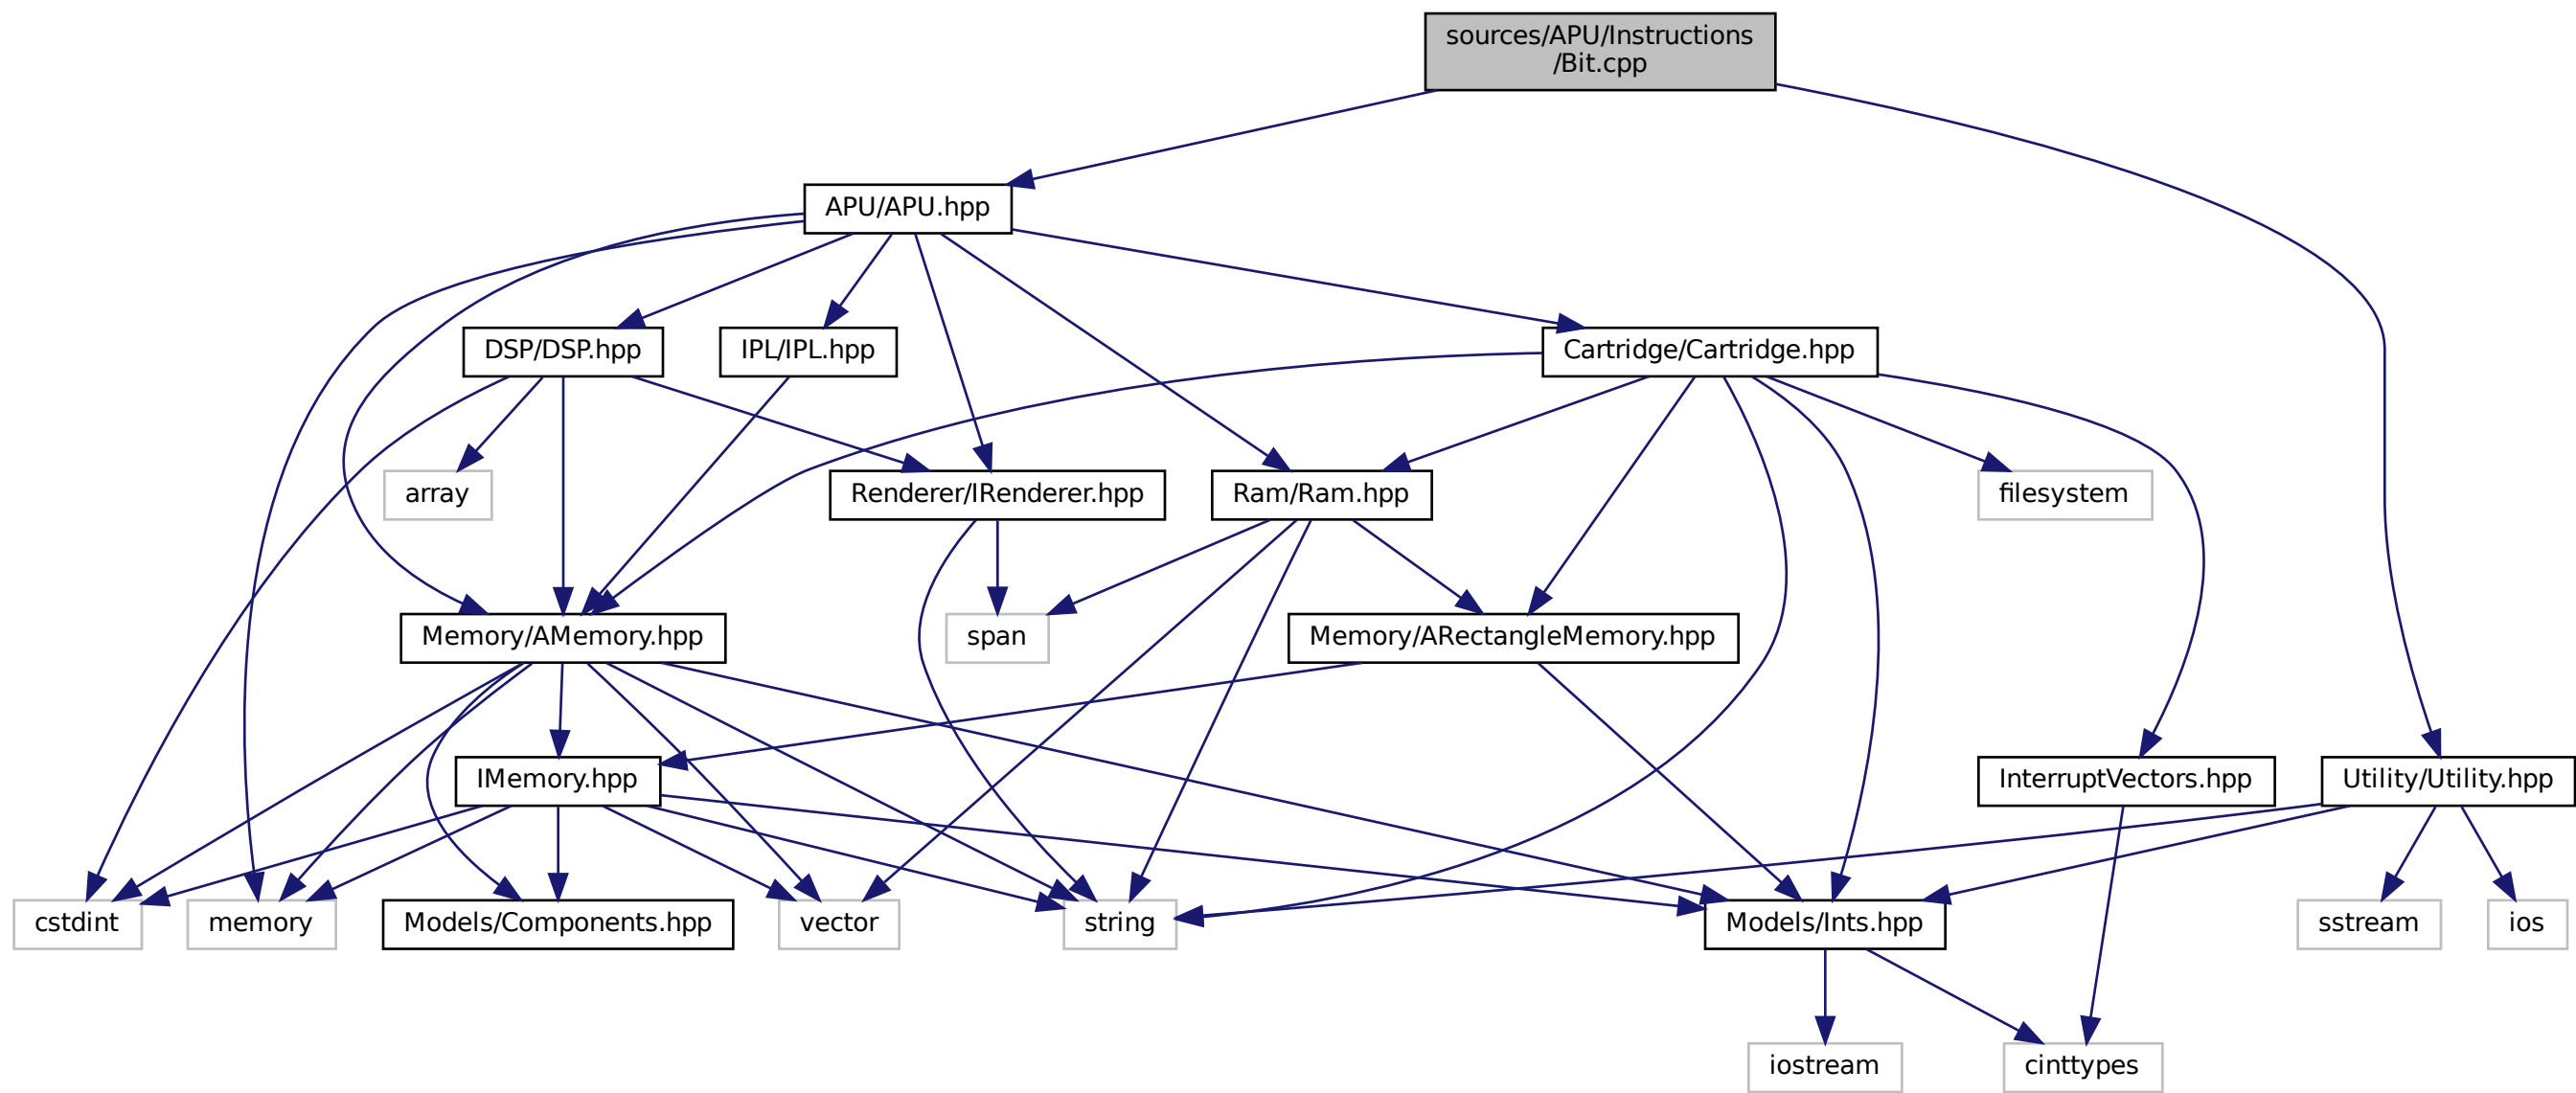 sources/APU/Instructions
/Bit.cpp
APU/APU.hpp
DSP/DSP.hpp
IPL/IPL.hpp
Cartridge/Cartridge.hpp
array
Renderer/IRenderer.hpp
Ram/Ram.hpp
filesystem
Memory/AMemory.hpp
span
Memory/ARectangleMemory.hpp
IMemory.hpp
InterruptVectors.hpp
Utility/Utility.hpp
cstdint
memory
Models/Components.hpp
vector
string
Models/Ints.hpp
sstream
ios
iostream
cinttypes